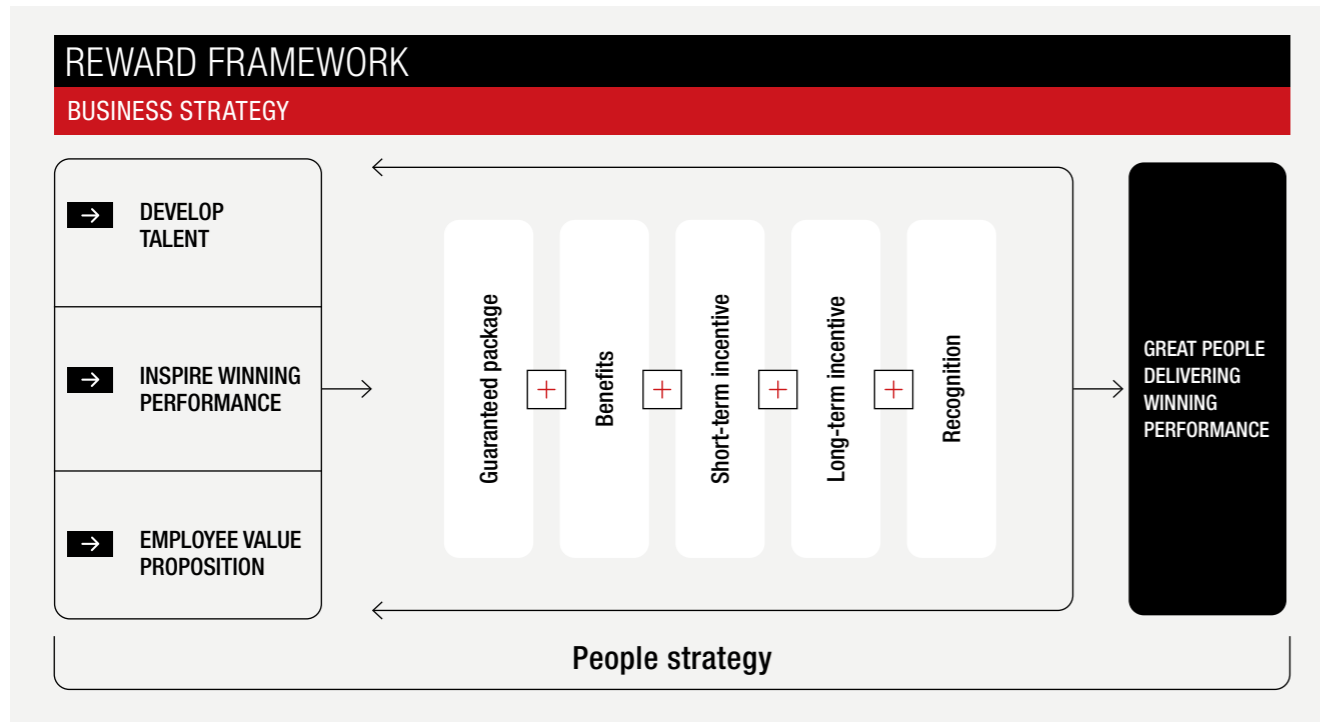 REWARD FRAMEWORK
BUSINESS STRATEGY
DEVELOP
TALENT
INSPIRE WINNING
PERFORMANCE
EMPLOYEE VALUE
PROPOSITION
Guaranteed package
+
Benefits
+
Short-term incentive
+
Long-term incentive
+
Recognition
GREAT PEOPLE
DELIVERING
WINNING
PERFORMANCE
People strategy